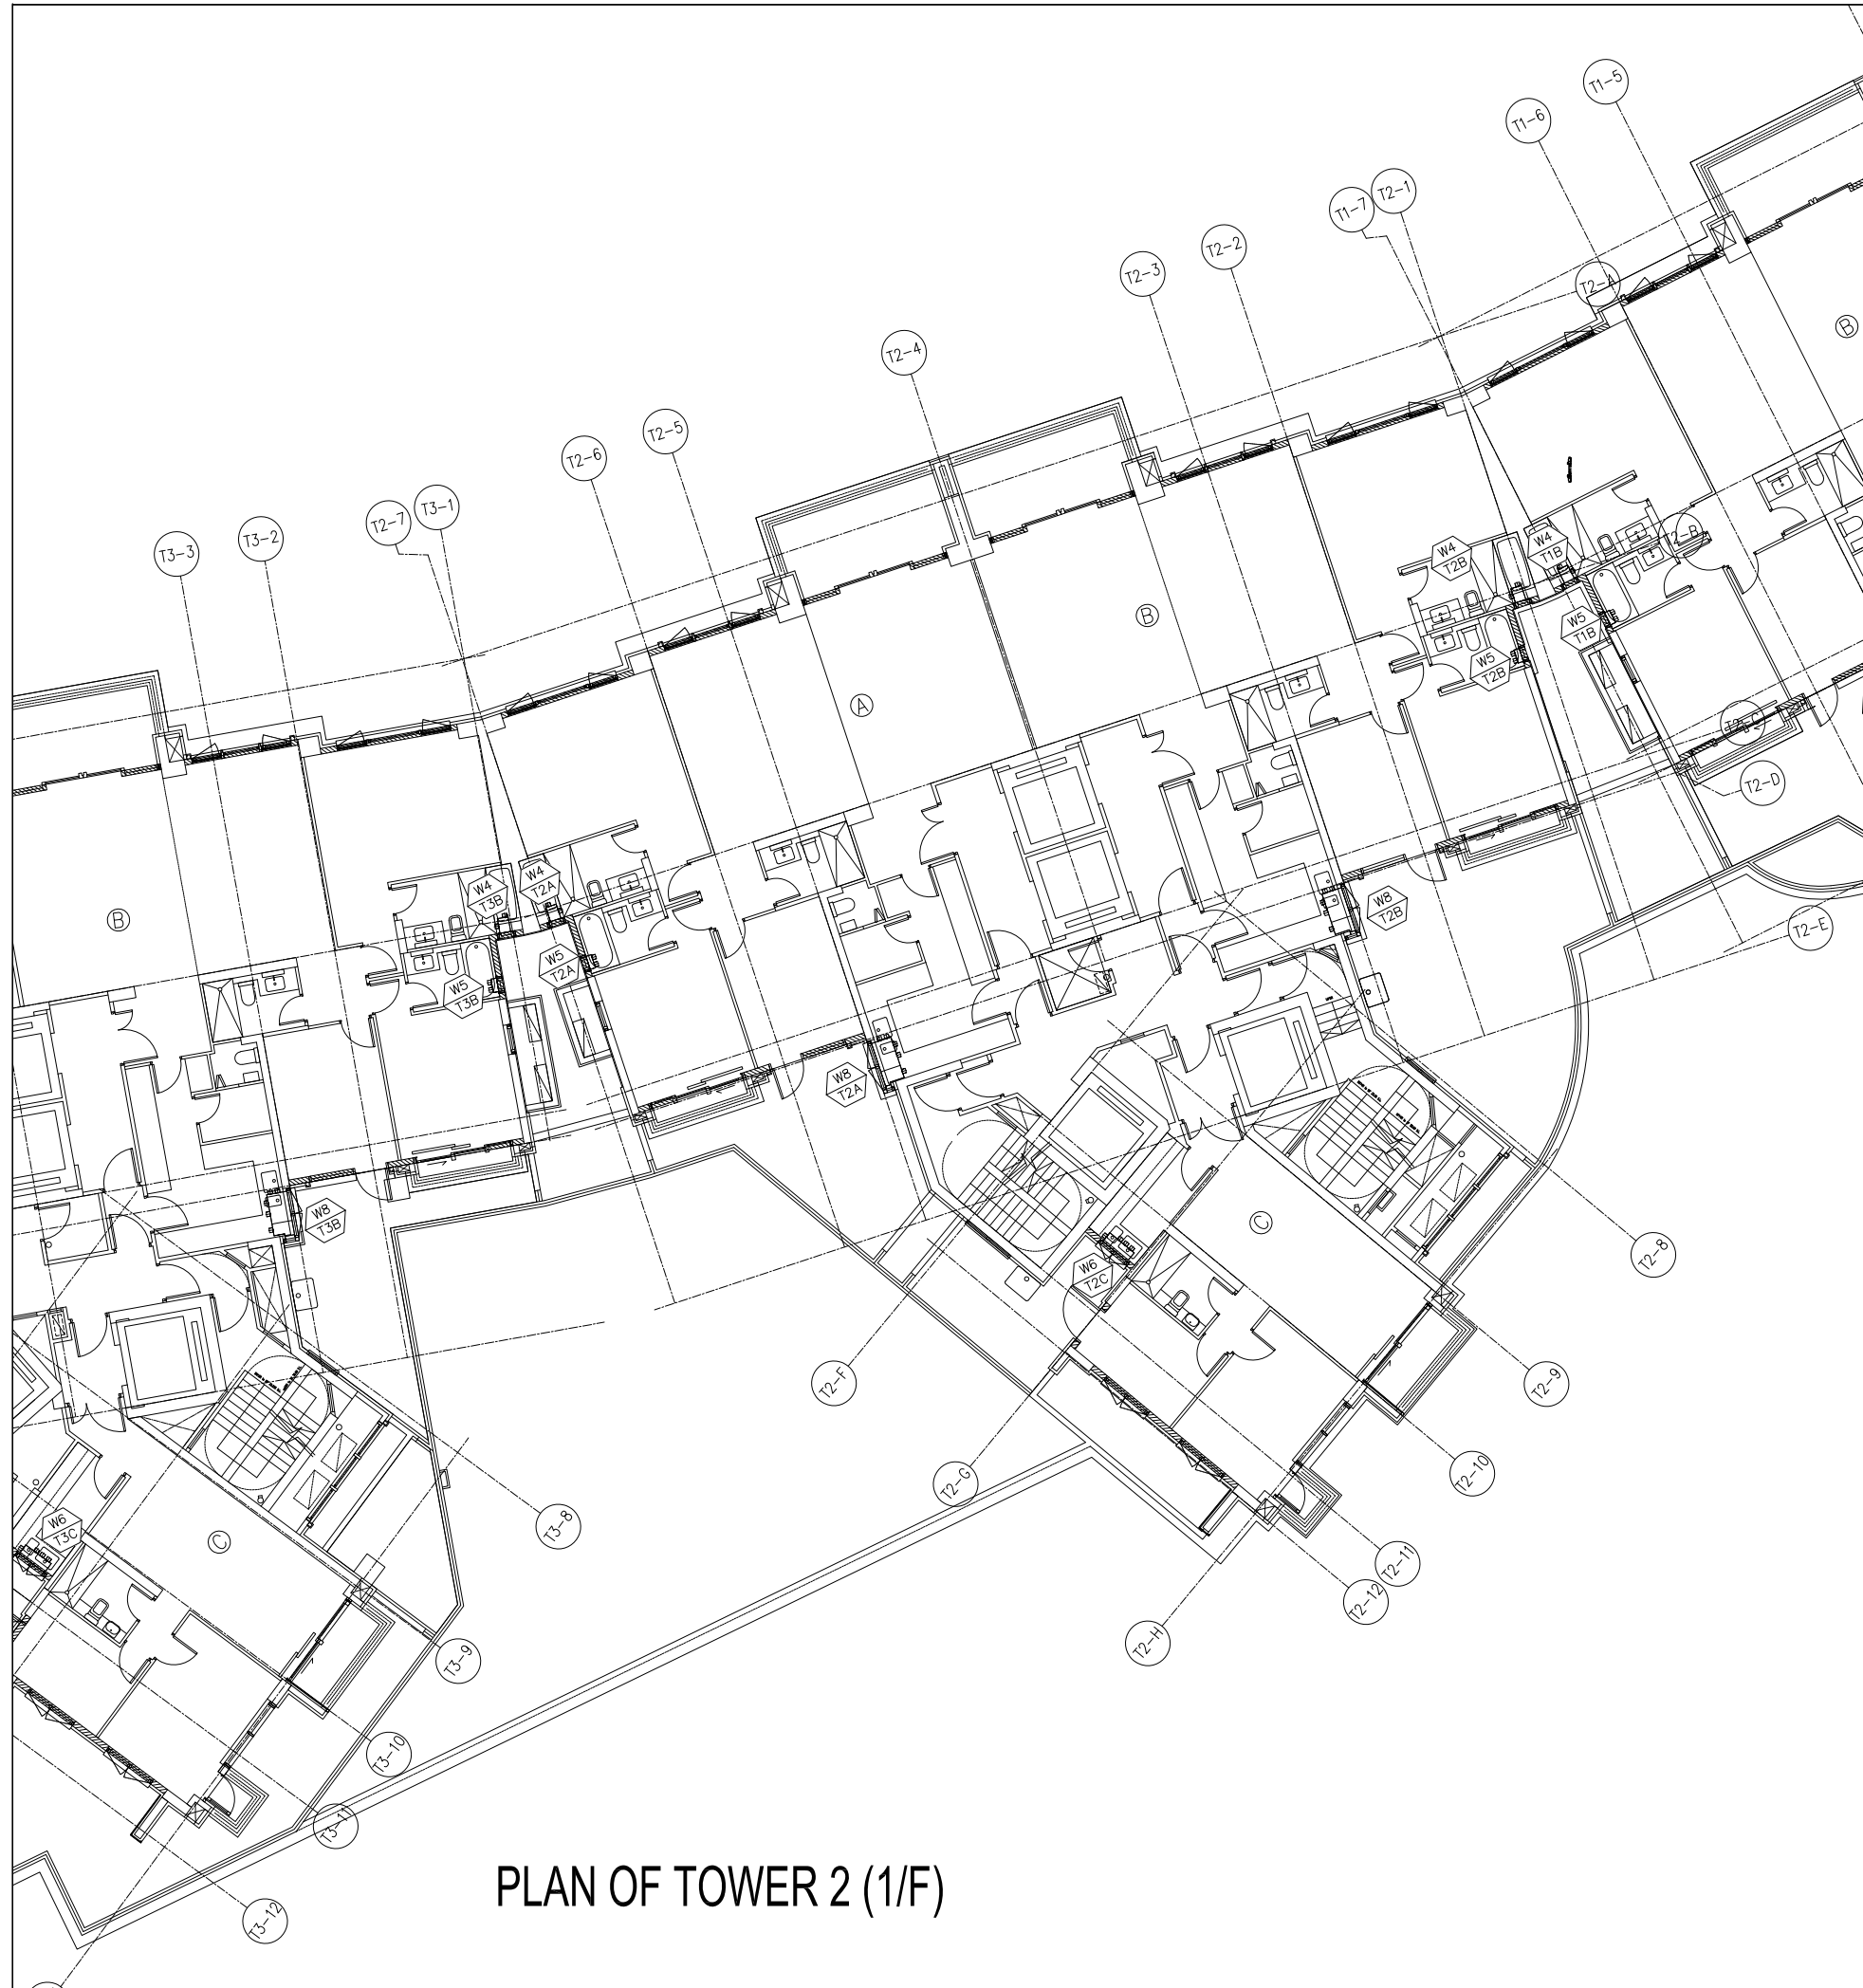 T1-5
T1-6
T2-1
T1-7
T2-2
T2-3
T2-A
B
T2-4
T2-5
T2-6
T3-1
T2-7
T3-2
T3-3
W4
T1B
W4
T2B
T2-B
B
W5
T1B
W5
T2B
A
T2-C
T2-D
W4
T2A
W4
T3B
W8
T2B
B
T2-E
W5
T2A
W5
T3B
W8
T2A
W8
T3B
C
T2-8
W6
T2C
T2-F
T2-9
T2-10
T2-G
W6
T3C
C
T3-8
T2-11
T2-12
T2-H
T3-9
T3-10
T3-11
T3-12
PLAN OF TOWER 2 (1/F)